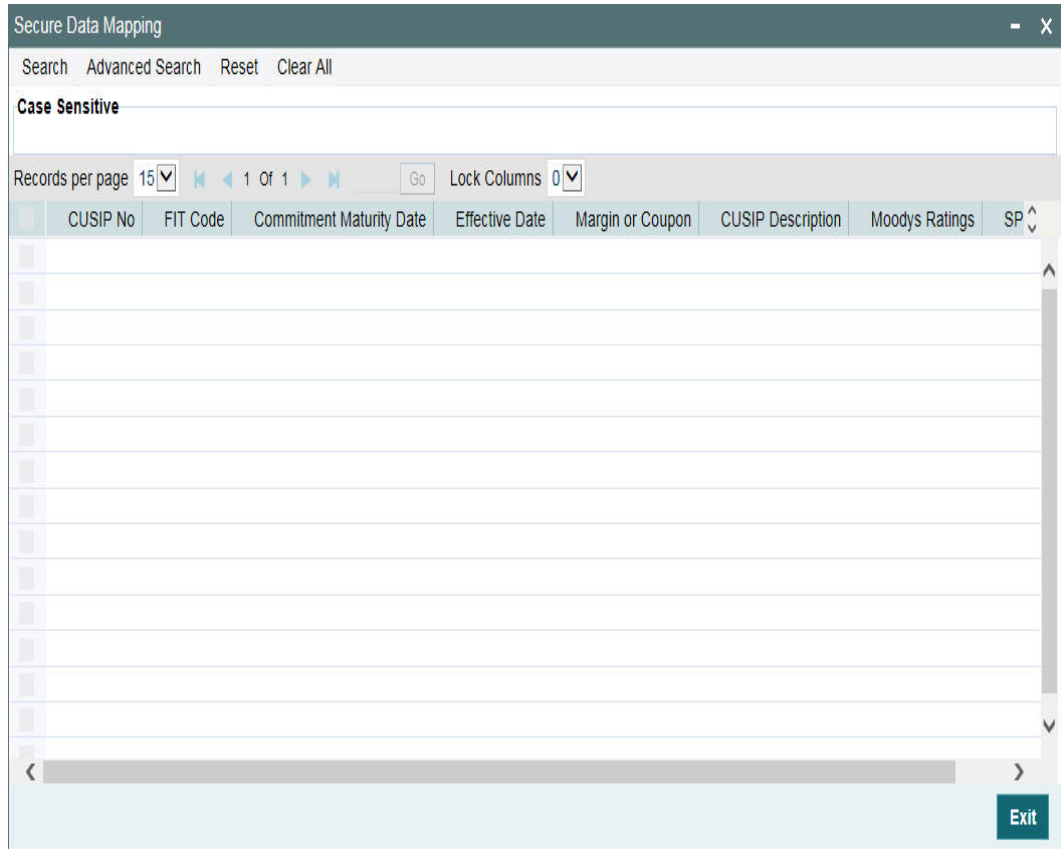 Secure Data Mapping
Search Advanced Search Reset Clear All
Case Sensitive
Records per page 15 1 Of 1 Go Lock Columns 0
CUSIP No FIT Code Commitment Maturity Date Effective Date Margin or Coupon CUSIP Description Moodys Ratings SP
Exit